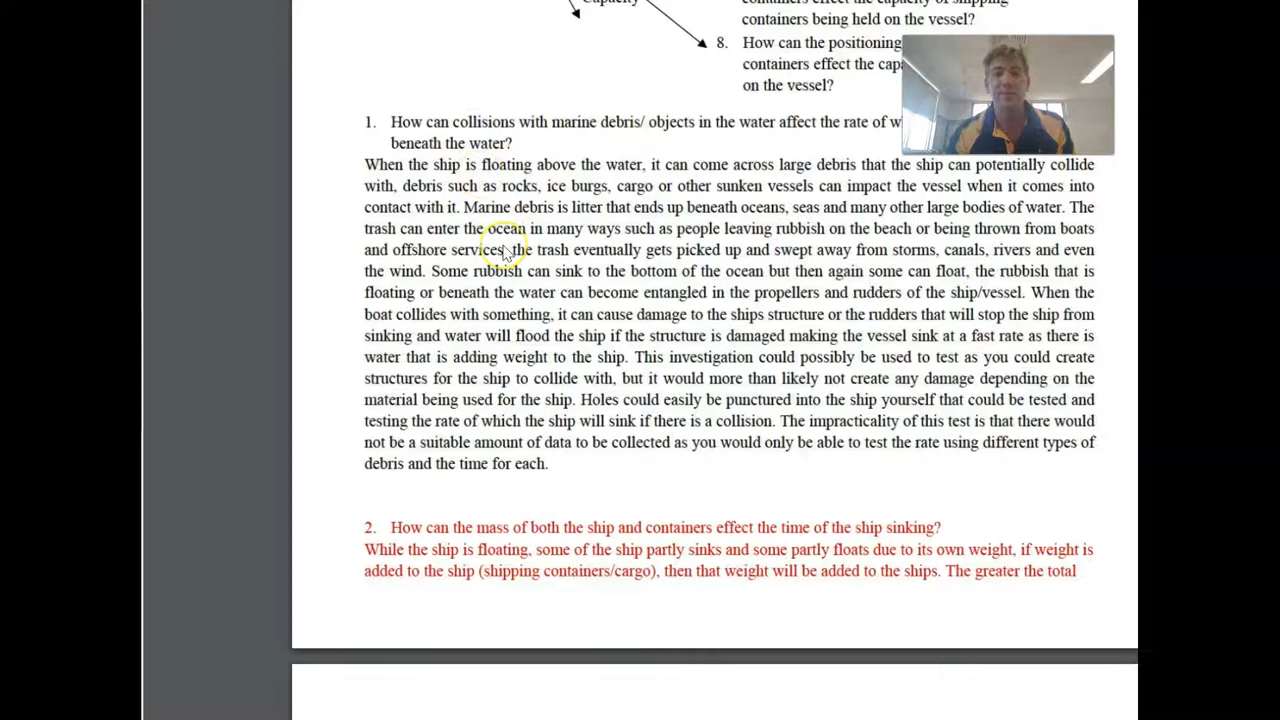 Capacity
containers effect the capacity of shipping
containers being held on the vessel?
8. How can the positioning
containers effect the cap
on the vessel?
1. How can collisions with marine debris/ objects in the water affect the rate of w
beneath the water?
When the ship is floating above the water, it can come across large debris that the ship can potentially collide
with, debris such as rocks, ice burgs, cargo or other sunken vessels can impact the vessel when it comes into
contact with it. Marine debris is litter that ends up beneath oceans, seas and many other large bodies of water. The
trash can enter the ocean in many ways such as people leaving rubbish on the beach or being thrown from boats
and offshore services, the trash eventually gets picked up and swept away from storms, canals, rivers and even
the wind. Some rubbish can sink to the bottom of the ocean but then again some can float, the rubbish that is
floating or beneath the water can become entangled in the propellers and rudders of the ship/vessel. When the
boat collides with something, it can cause damage to the ships structure or the rudders that will stop the ship from
sinking and water will flood the ship if the structure is damaged making the vessel sink at a fast rate as there is
water that is adding weight to the ship. This investigation could possibly be used to test as you could create
structures for the ship to collide with, but it would more than likely not create any damage depending on the
material being used for the ship. Holes could easily be punctured into the ship yourself that could be tested and
testing the rate of which the ship will sink if there is a collision. The impracticality of this test is that there would
not be a suitable amount of data to be collected as you would only be able to test the rate using different types of
debris and the time for each.
2. How can the mass of both the ship and containers effect the time of the ship sinking?
While the ship is floating, some of the ship partly sinks and some partly floats due to its own weight, if weight is
added to the ship (shipping containers/cargo), then that weight will be added to the ships. The greater the total